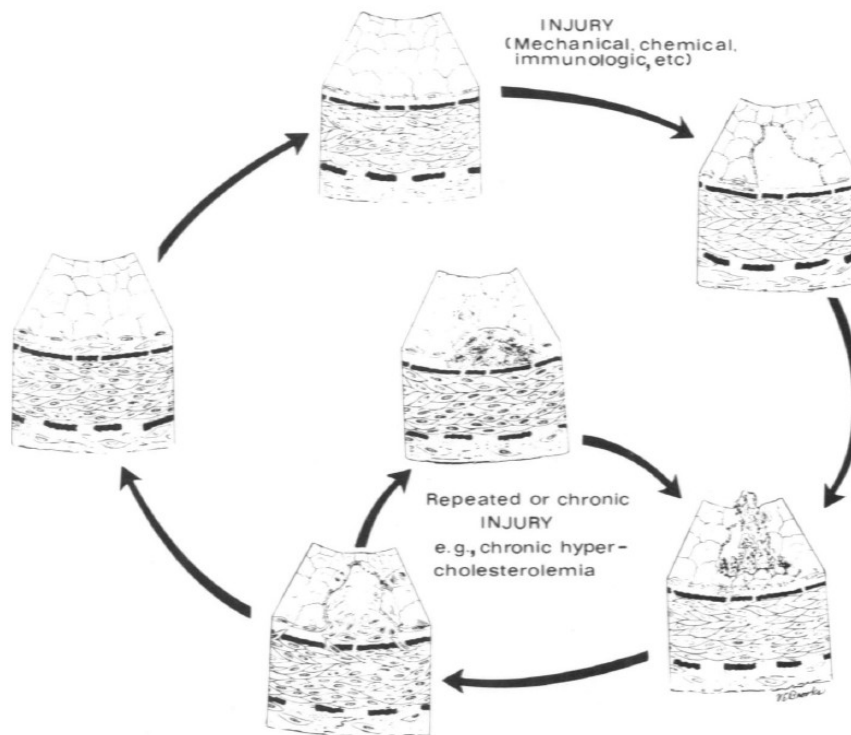 INJURY
(Mechanical, chemical,
immunologic, etc)
Repeated or chronic
INJURY
e.g., chronic hyper-
cholesterolemia